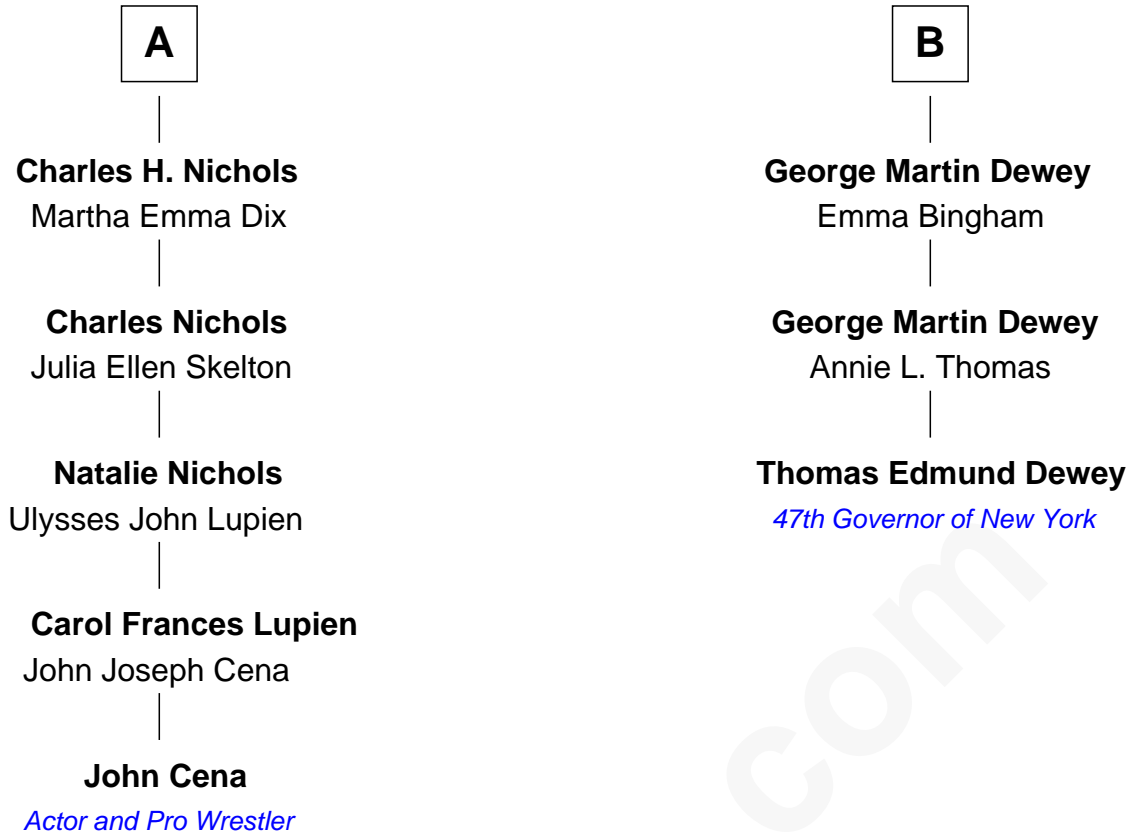 A
Charles H. Nichols
Martha Emma Dix
Charles Nichols
Julia Ellen Skelton
Natalie Nichols
Ulysses John Lupien
Carol Frances Lupien
John Joseph Cena
John Cena
Actor and Pro Wrestler
B
George Martin Dewey
Emma Bingham
George Martin Dewey
Annie L. Thomas
Thomas Edmund Dewey
47th Governor of New York
com